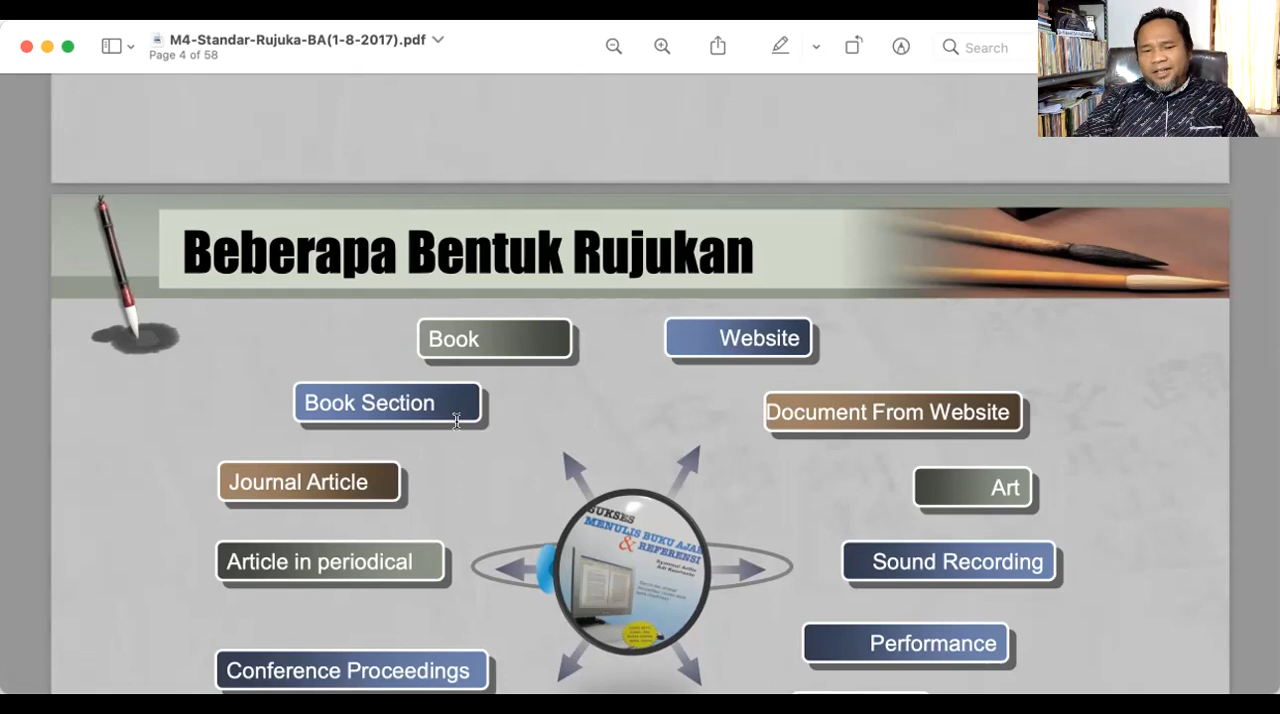 M4-Standar-Rujuka-BA(1-8-2017).pdf
Page 4 of 58
Search
Beberapa Bentuk Rujukan
Book
Website
Book Section
Document From Website
Journal Article
Art
SUKSES
MENULIS BUKU AJAR
& REFERENSI
Article in periodical
Sound Recording
Performance
Conference Proceedings